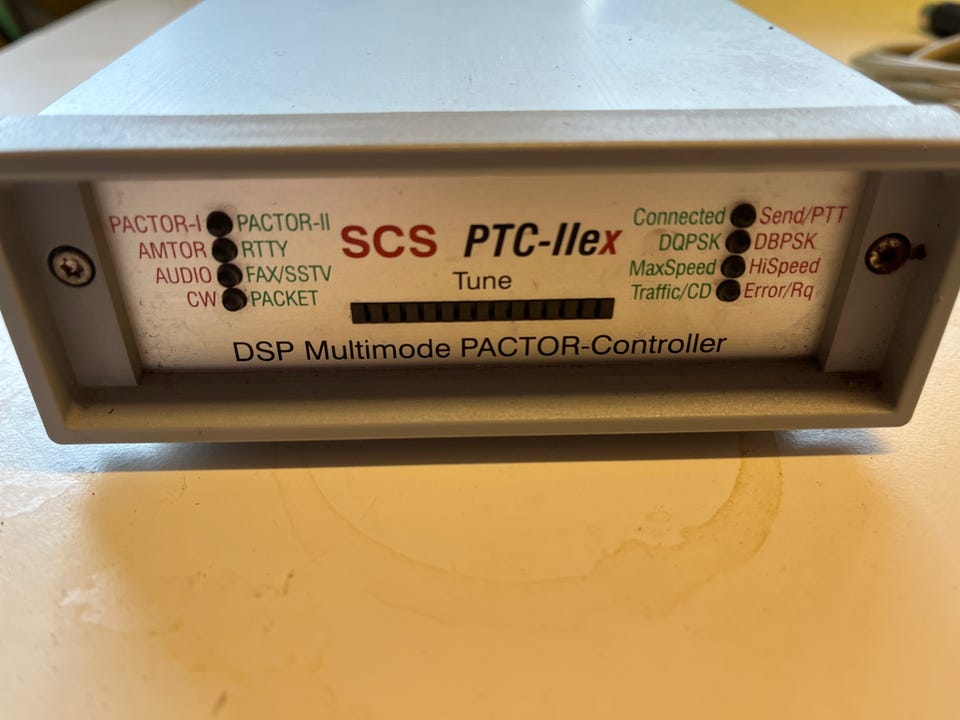 PACTOR-I PACTOR-II
AMTOR RTTY
AUDIO FAX/SSTV
CW PACKET
SCS PTC-IIex
Tune
DSP Multimode PACTOR-Controller
Connected Send/PTT
DQPSK DBPSK
MaxSpeed HiSpeed
Traffic/CD Error/Rq